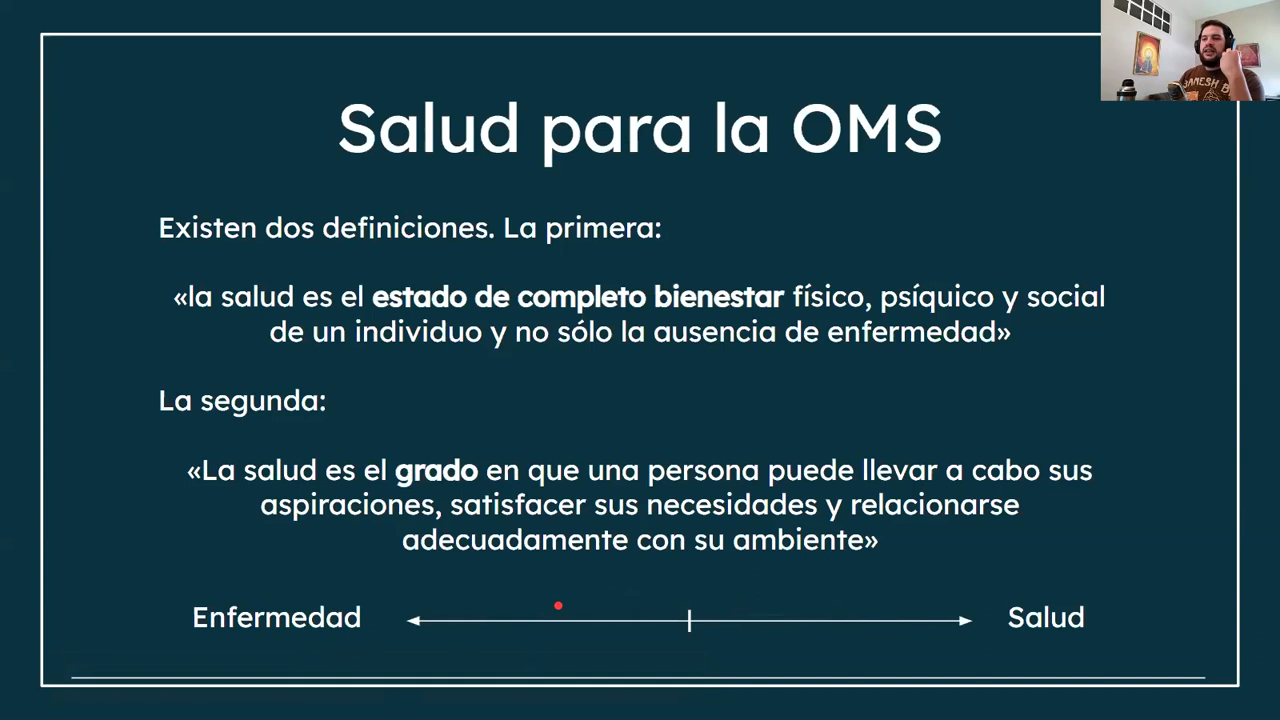 Salud para la OMS
Existen dos definiciones. La primera:
«la salud es el estado de completo bienestar físico, psíquico y social
de un individuo y no sólo la ausencia de enfermedad»
La segunda:
«La salud es el grado en que una persona puede llevar a cabo sus
aspiraciones, satisfacer sus necesidades y relacionarse
adecuadamente con su ambiente»
Enfermedad
Salud